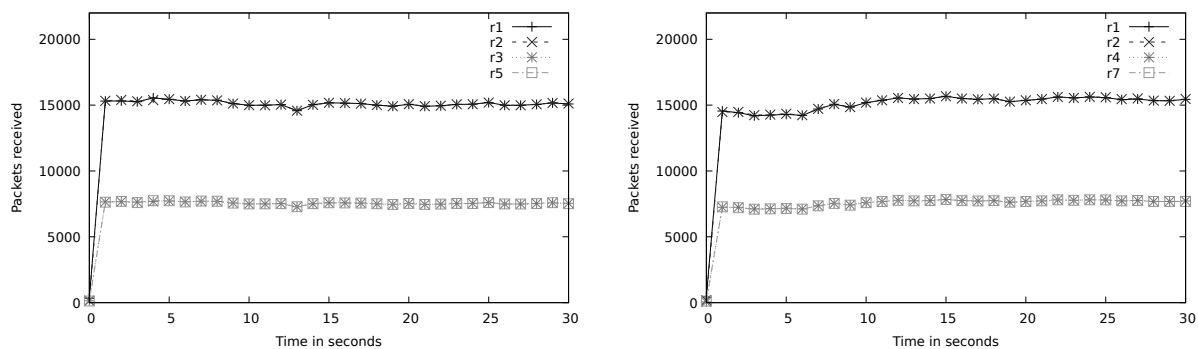 20000
15000
10000
5000
0
Packets received
r1
r2
r3
r5
0 5 10 15 20 25 30
Time in seconds
20000
15000
10000
5000
0
Packets received
r1
r2
r4
r7
0 5 10 15 20 25 30
Time in seconds